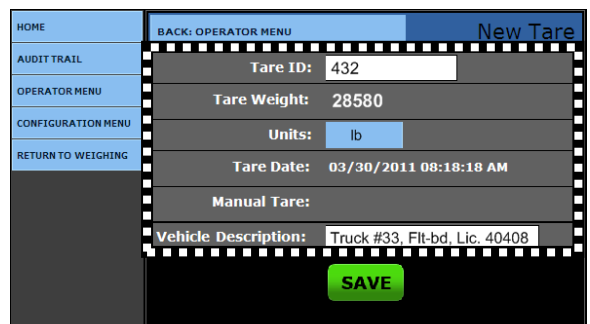 HOME
AUDIT TRAIL
OPERATOR MENU
CONFIGURATION MENU
RETURN TO WEIGHING
BACK: OPERATOR MENU
New Tare
Tare ID: 432
Tare Weight: 28580
Units: lb
Tare Date: 03/30/2011 08:18:18 AM
Manual Tare:
Vehicle Description: Truck #33, Flt-bd, Lic. 40408
SAVE